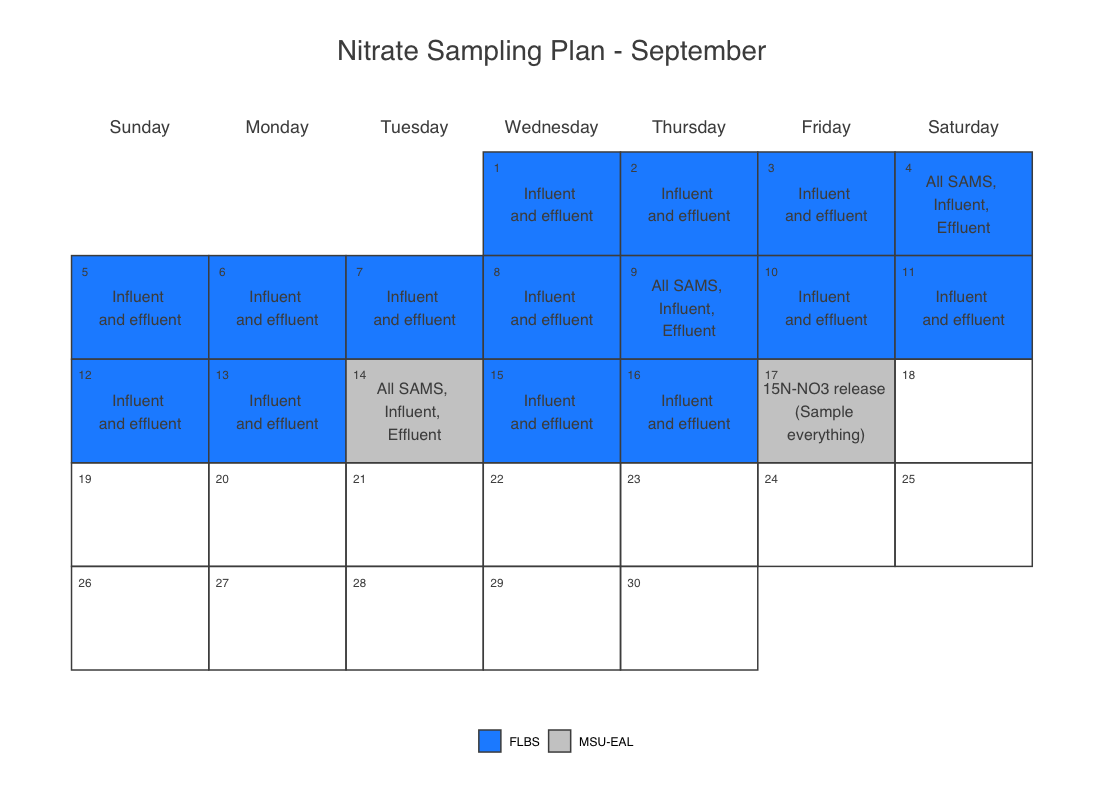 Nitrate Sampling Plan - September
Sunday Monday Tuesday Wednesday Thursday Friday Saturday
1
Influent
and effluent
2
Influent
and effluent
3
Influent
and effluent
4
All SAMS,
Influent,
Effluent
5
Influent
and effluent
6
Influent
and effluent
7
Influent
and effluent
8
Influent
and effluent
9
All SAMS,
Influent,
Effluent
10
Influent
and effluent
11
Influent
and effluent
12
Influent
and effluent
13
Influent
and effluent
14
All SAMS,
Influent,
Effluent
15
Influent
and effluent
16
Influent
and effluent
17
15N-NO3 release
(Sample
everything)
18
19
20
21
22
23
24
25
26
27
28
29
30
FLBS MSU-EAL